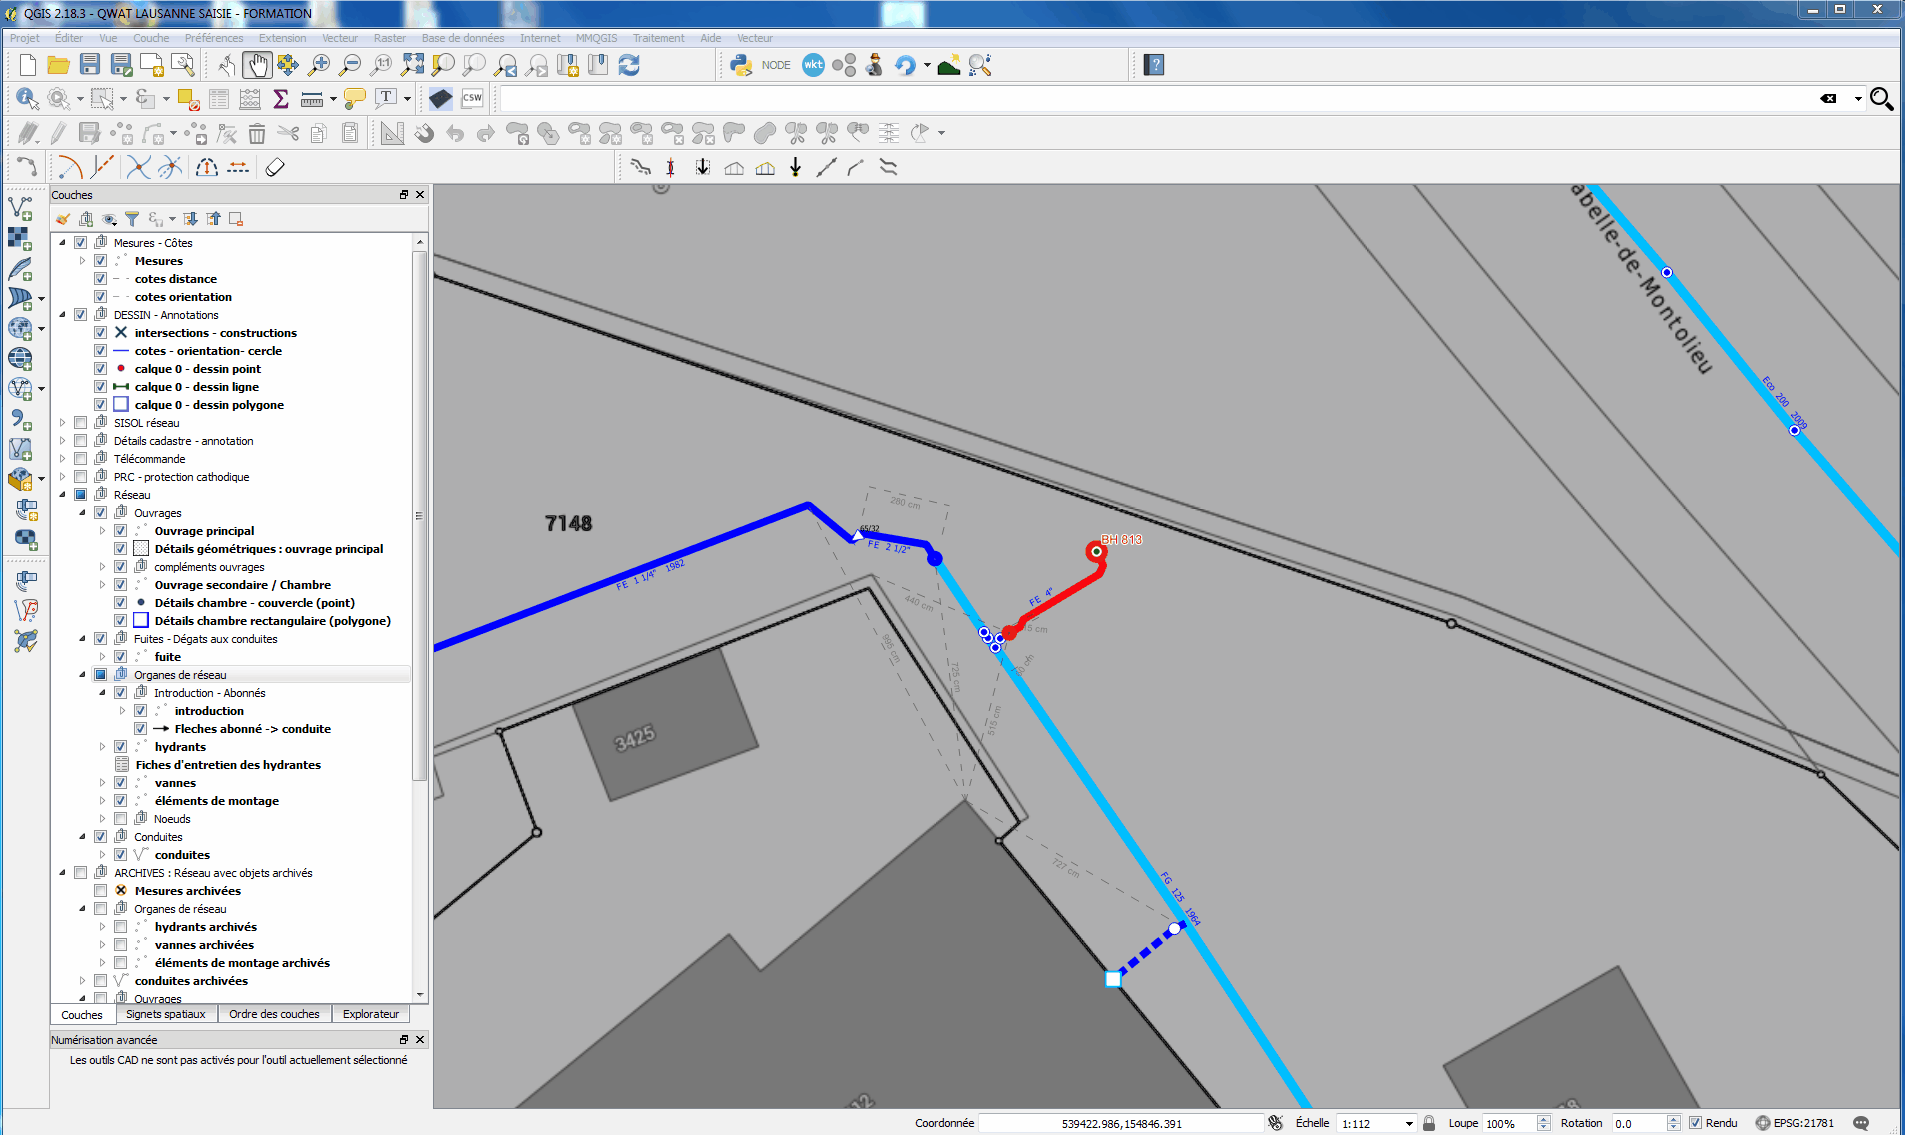 QGIS 2.18.3 - QWAT LAUSANNE SAISIE - FORMATION
Projet Éditer Vue Couche Préférences Extension Vecteur Raster Base de données Internet MMQGIS Traitement Aide Vecteur
NODE wkt
CSW
Couches
Mesures - Côtes
Mesures
cotes distance
cotes orientation
DESSIN - Annotations
intersections - constructions
cotes - orientation- cercle
calque 0 - dessin point
calque 0 - dessin ligne
calque 0 - dessin polygone
SISOL réseau
Détails cadastre - annotation
Télécommande
PRC - protection cathodique
Réseau
Ouvrages
Ouvrage principal
Détails géométriques : ouvrage principal
compléments ouvrages
Ouvrage secondaire / Chambre
Détails chambre - couvercle (point)
Détails chambre rectangulaire (polygone)
Fuites - Dégats aux conduites
fuite
Organes de réseau
Introduction - Abonnés
introduction
Fleches abonné -> conduite
hydrants
Fiches d'entretien des hydrantes
vannes
éléments de montage
Noeuds
Conduites
conduites
ARCHIVES : Réseau avec objets archivés
Mesures archivées
Organes de réseau
hydrants archivés
vannes archivées
éléments de montage archivés
conduites archivées
Ouvrages
Couches Signets spatiaux Ordre des couches Explorateur
Numérisation avancée
Les outils CAD ne sont pas activés pour l'outil actuellement sélectionné
abelle-de-Montolieu
Eco 200 2009
280 cm
7148
65/32
FE 2 1/2"
BH 813
FE 1 1/4" 1982
FE 4"
440 cm
995 cm
725 cm
515 cm
3425
727 cm
FG 125 1964
Coordonnée 539422.986,154846.391 Échelle 1:112 Loupe 100% Rotation 0.0 Rendu EPSG:21781